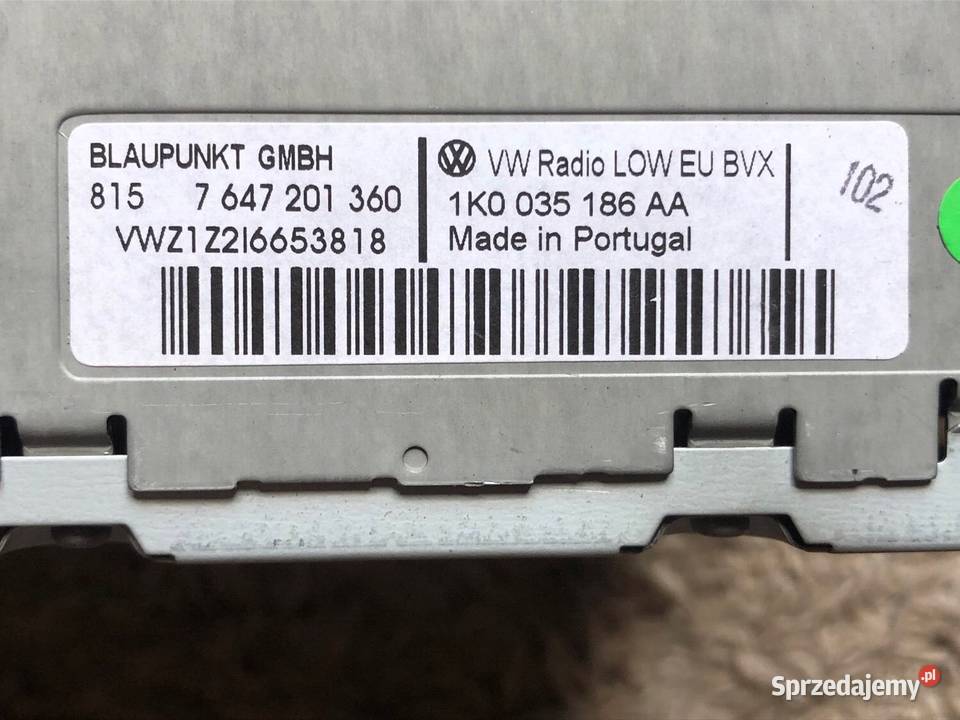 BLAUPUNKT GMBH
815 7 647 201 360
VWZ1Z2I6653818
VW Radio LOW EU BVX
1K0 035 186 AA
Made in Portugal
102
Sprzedajemy.pl